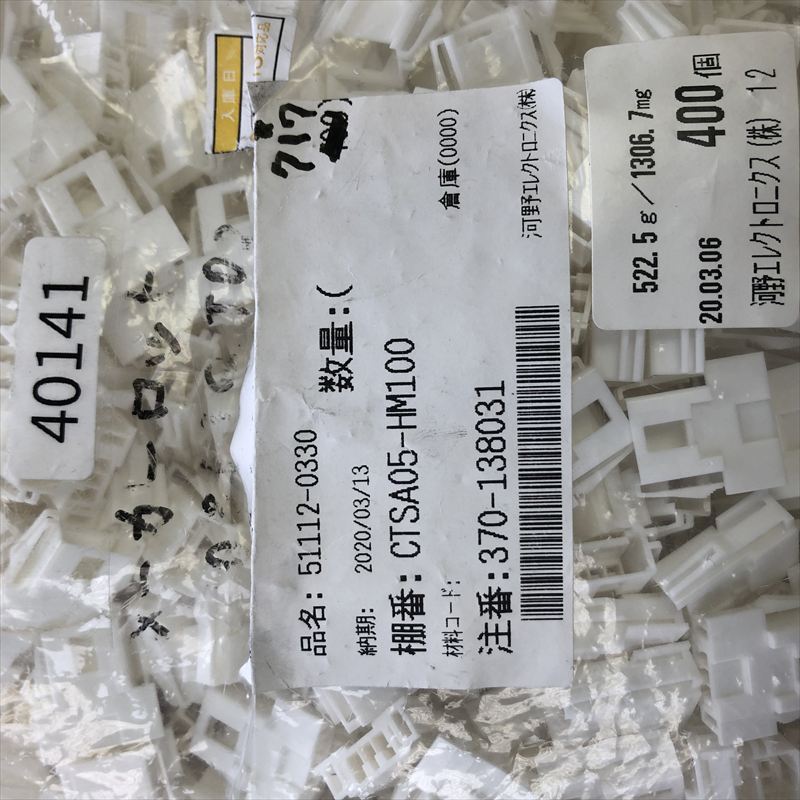 入庫日
40141
メーカーロット
717
品名: 51112-0330
数量:(
納期: 2020/03/13
棚番: CTSA05-HM100
倉庫(0000)
材料コード:
注番:370-138031
河野エレクトロニクス(株)
522.5g/1306.7mg
400個
20.03.06
河野エレクトロニクス(株) 12